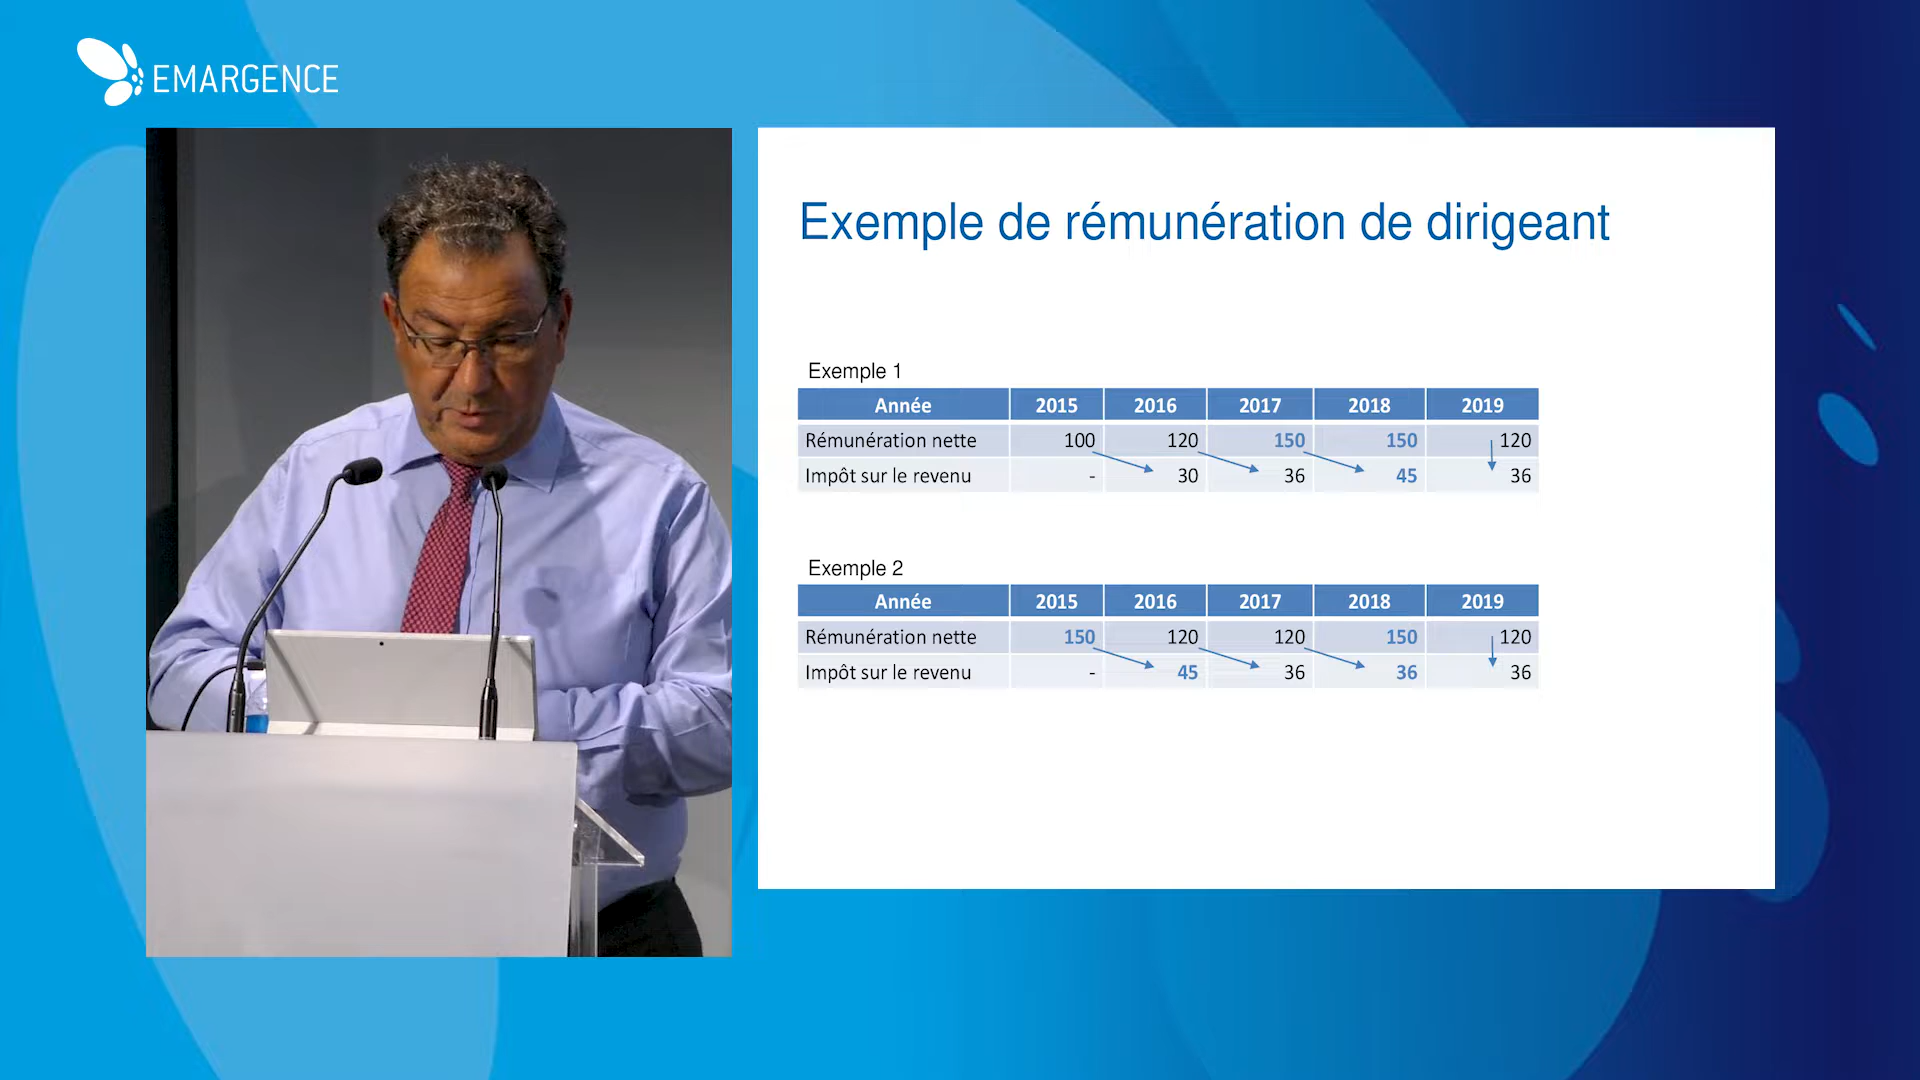 EMARGENCE
Exemple de rémunération de dirigeant
Exemple 1
Année 2015 2016 2017 2018 2019
Rémunération nette 100 120 150 150 120
Impôt sur le revenu - 30 36 45 36
Exemple 2
Année 2015 2016 2017 2018 2019
Rémunération nette 150 120 120 150 120
Impôt sur le revenu - 45 36 36 36